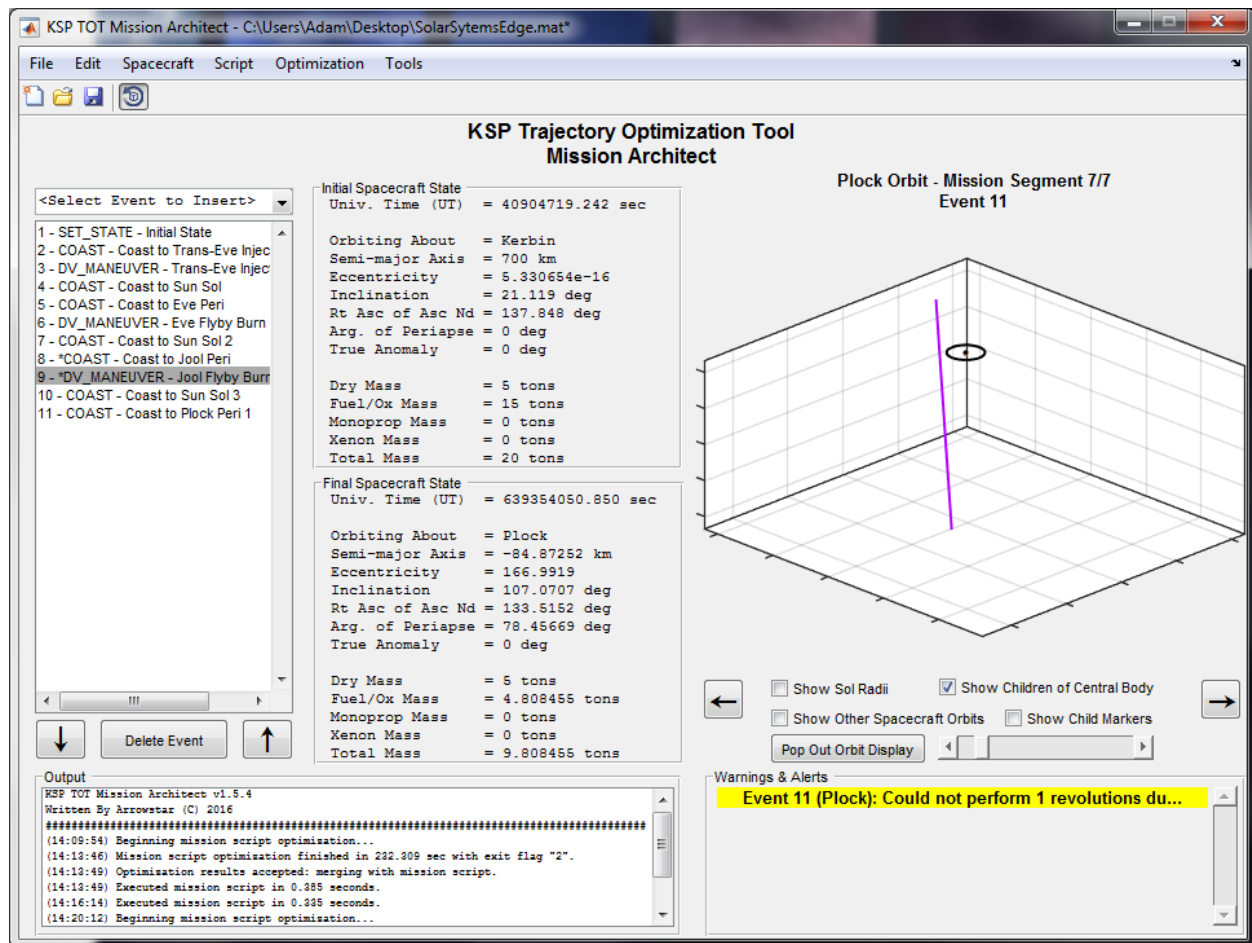 KSP TOT Mission Architect - C:\Users\Adam\Desktop\SolarSytemsEdge.mat*
File Edit Spacecraft Script Optimization Tools
KSP Trajectory Optimization Tool
Mission Architect
<Select Event to Insert>
1 - SET_STATE - Initial State
2 - COAST - Coast to Trans-Eve Injec
3 - DV_MANEUVER - Trans-Eve Injec
4 - COAST - Coast to Sun Sol
5 - COAST - Coast to Eve Peri
6 - DV_MANEUVER - Eve Flyby Burn
7 - COAST - Coast to Sun Sol 2
8 - *COAST - Coast to Jool Peri
9 - *DV_MANEUVER - Jool Flyby Burr
10 - COAST - Coast to Sun Sol 3
11 - COAST - Coast to Plock Peri 1
Delete Event
Initial Spacecraft State
Univ. Time (UT) = 40904719.242 sec
Orbiting About = Kerbin
Semi-major Axis = 700 km
Eccentricity = 5.330654e-16
Inclination = 21.119 deg
Rt Asc of Asc Nd = 137.848 deg
Arg. of Periapse = 0 deg
True Anomaly = 0 deg
Dry Mass = 5 tons
Fuel/Ox Mass = 15 tons
Monoprop Mass = 0 tons
Xenon Mass = 0 tons
Total Mass = 20 tons
Final Spacecraft State
Univ. Time (UT) = 639354050.850 sec
Orbiting About = Plock
Semi-major Axis = -84.87252 km
Eccentricity = 166.9919
Inclination = 107.0707 deg
Rt Asc of Asc Nd = 133.5152 deg
Arg. of Periapse = 78.45669 deg
True Anomaly = 0 deg
Dry Mass = 5 tons
Fuel/Ox Mass = 4.808455 tons
Monoprop Mass = 0 tons
Xenon Mass = 0 tons
Total Mass = 9.808455 tons
Plock Orbit - Mission Segment 7/7
Event 11
Show Sol Radii
Show Children of Central Body
Show Other Spacecraft Orbits
Show Child Markers
Pop Out Orbit Display
Output
KSP TOT Mission Architect v1.5.4
Written By Arrowstar (C) 2016
####################################################################################
(14:09:54) Beginning mission script optimization...
(14:13:46) Mission script optimization finished in 232.309 sec with exit flag "2".
(14:13:49) Optimization results accepted: merging with mission script.
(14:13:49) Executed mission script in 0.385 seconds.
(14:16:14) Executed mission script in 0.335 seconds.
(14:20:12) Beginning mission script optimization...
Warnings & Alerts
Event 11 (Plock): Could not perform 1 revolutions du...